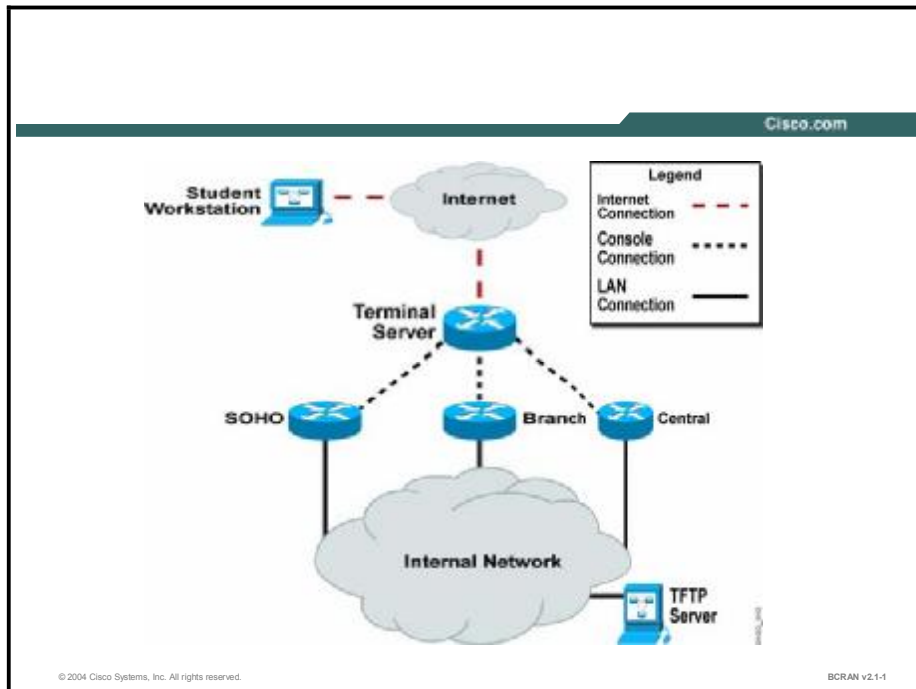 Cisco.com
Student
Workstation
Internet
Legend
Internet
Connection
Console
Connection
LAN
Connection
Terminal
Server
SOHO
Branch
Central
Internal Network
TFTP
Server
© 2004 Cisco Systems, Inc. All rights reserved.
BCRAN v2.1-1